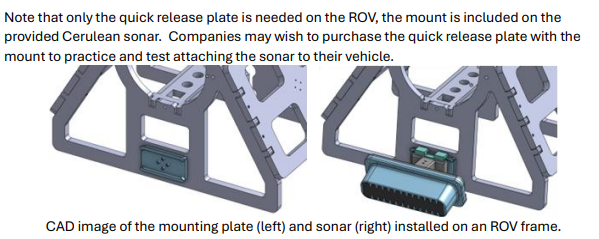 Note that only the quick release plate is needed on the ROV, the mount is included on the
provided Cerulean sonar.  Companies may wish to purchase the quick release plate with the
mount to practice and test attaching the sonar to their vehicle.
CAD image of the mounting plate (left) and sonar (right) installed on an ROV frame.